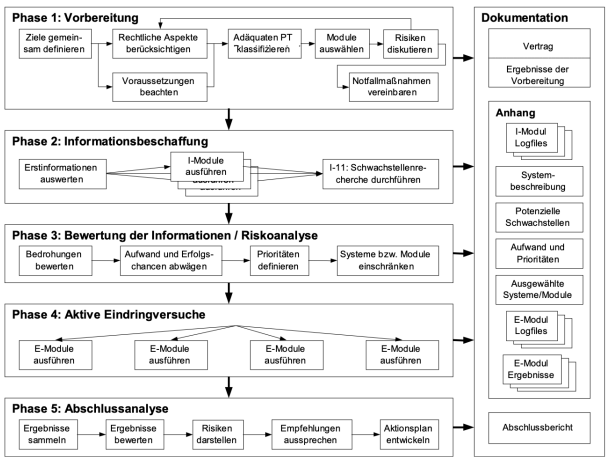 Phase 1: Vorbereitung
Ziele gemein-
sam definieren
Rechtliche Aspekte
berücksichtigen
Voraussetzungen
beachten
Adäquaten PT
klassifizieren
Module
auswählen
Risiken
diskutieren
Notfallmaßnahmen
vereinbaren
Phase 2: Informationsbeschaffung
Erstinformationen
auswerten
I-Module
ausführen
I-11: Schwachstellenre-
cherche durchführen
Phase 3: Bewertung der Informationen / Risikoanalyse
Bedrohungen
bewerten
Aufwand und Erfolgs-
chancen abwägen
Prioritäten
definieren
Systeme bzw. Module
einschränken
Phase 4: Aktive Eindringversuche
E-Module
ausführen
E-Module
ausführen
E-Module
ausführen
E-Module
ausführen
Phase 5: Abschlussanalyse
Ergebnisse
sammeln
Ergebnisse
bewerten
Risiken
darstellen
Empfehlungen
aussprechen
Aktionsplan
entwickeln
Dokumentation
Vertrag
Ergebnisse der
Vorbereitung
Anhang
I-Modul
Logfiles
System-
beschreibung
Potenzielle
Schwachstellen
Aufwand und
Prioritäten
Ausgewählte
Systeme/Module
E-Modul
Logfiles
E-Modul
Ergebnisse
Abschlussbericht